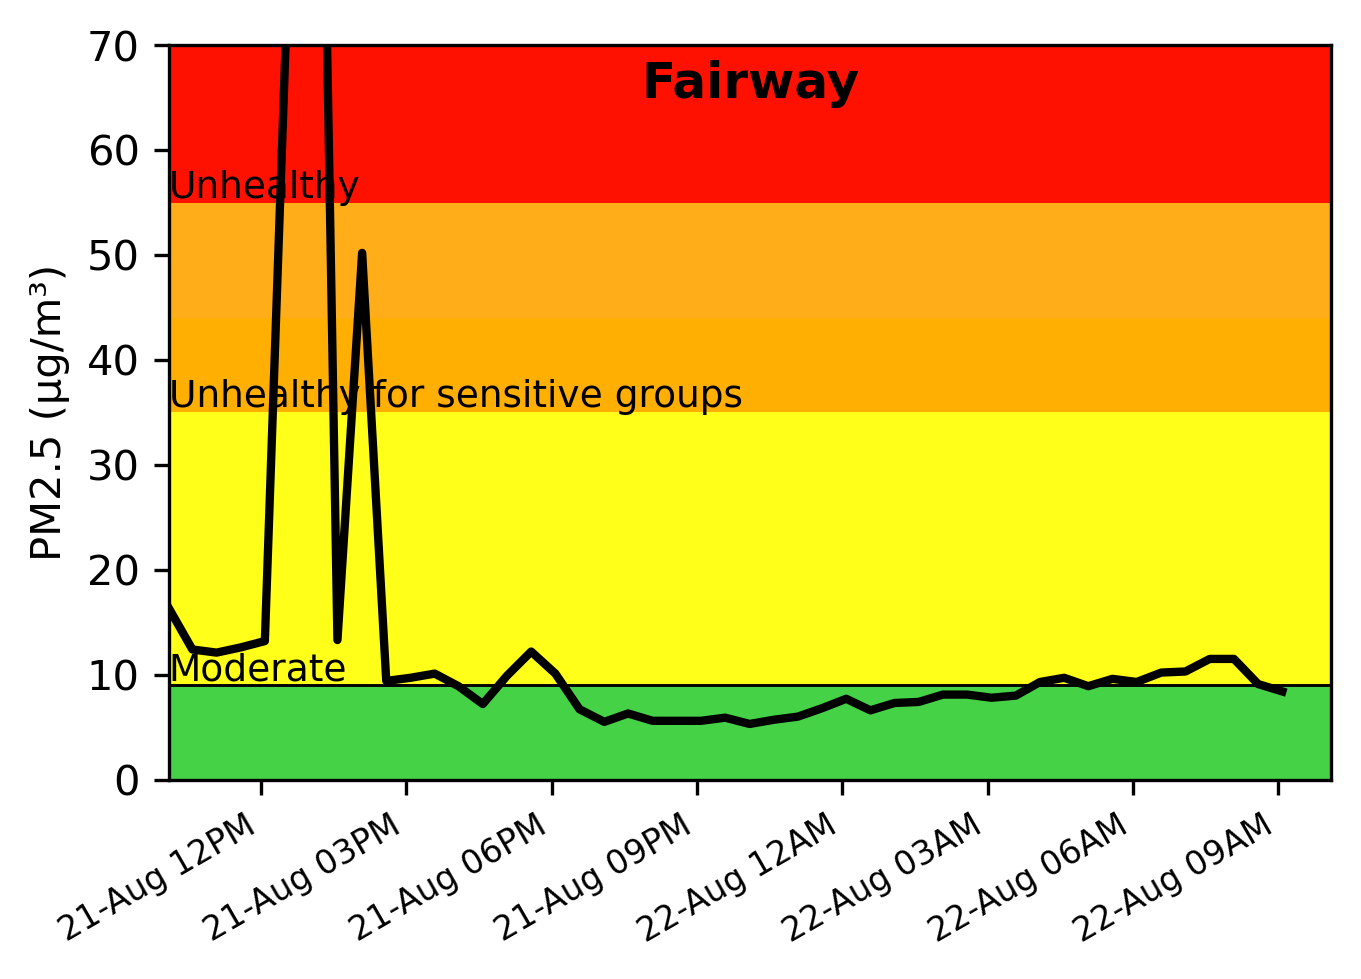 Fairway
PM2.5 (µg/m³)
70
60
50
40
30
20
10
0
Unhealthy
Unhealthy for sensitive groups
Moderate
21-Aug 12PM
21-Aug 03PM
21-Aug 06PM
21-Aug 09PM
22-Aug 12AM
22-Aug 03AM
22-Aug 06AM
22-Aug 09AM